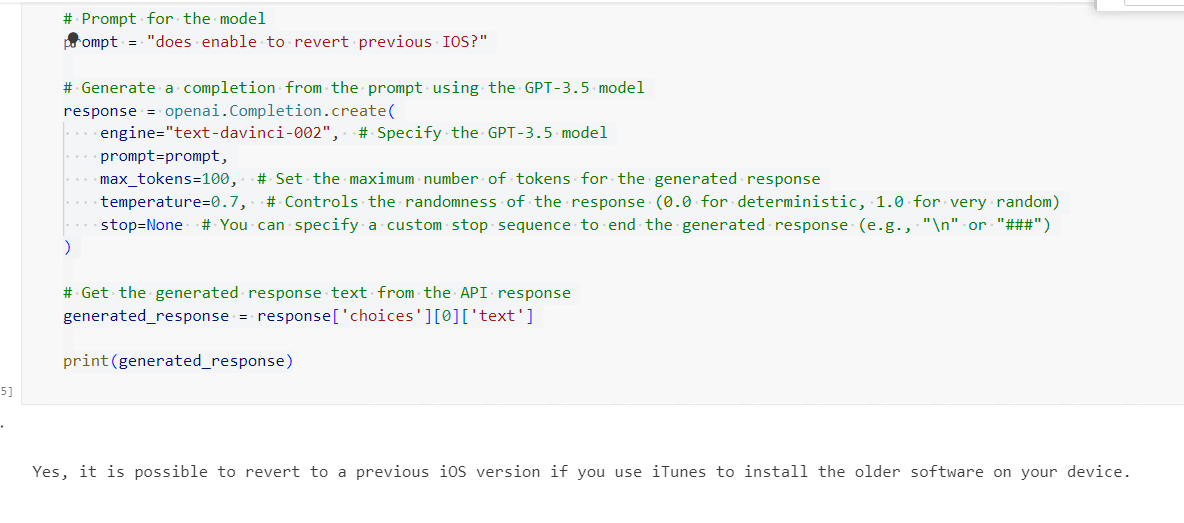 # Prompt for the model
prompt = "does enable to revert previous IOS?"
# Generate a completion from the prompt using the GPT-3.5 model
response = openai.Completion.create(
engine="text-davinci-002",  # Specify the GPT-3.5 model
prompt=prompt,
max_tokens=100,  # Set the maximum number of tokens for the generated response
temperature=0.7,  # Controls the randomness of the response (0.0 for deterministic, 1.0 for very random)
stop=None  # You can specify a custom stop sequence to end the generated response (e.g., "\n" or "###")
)
# Get the generated response text from the API response
generated_response = response['choices'][0]['text']
print(generated_response)
5]
Yes, it is possible to revert to a previous iOS version if you use iTunes to install the older software on your device.